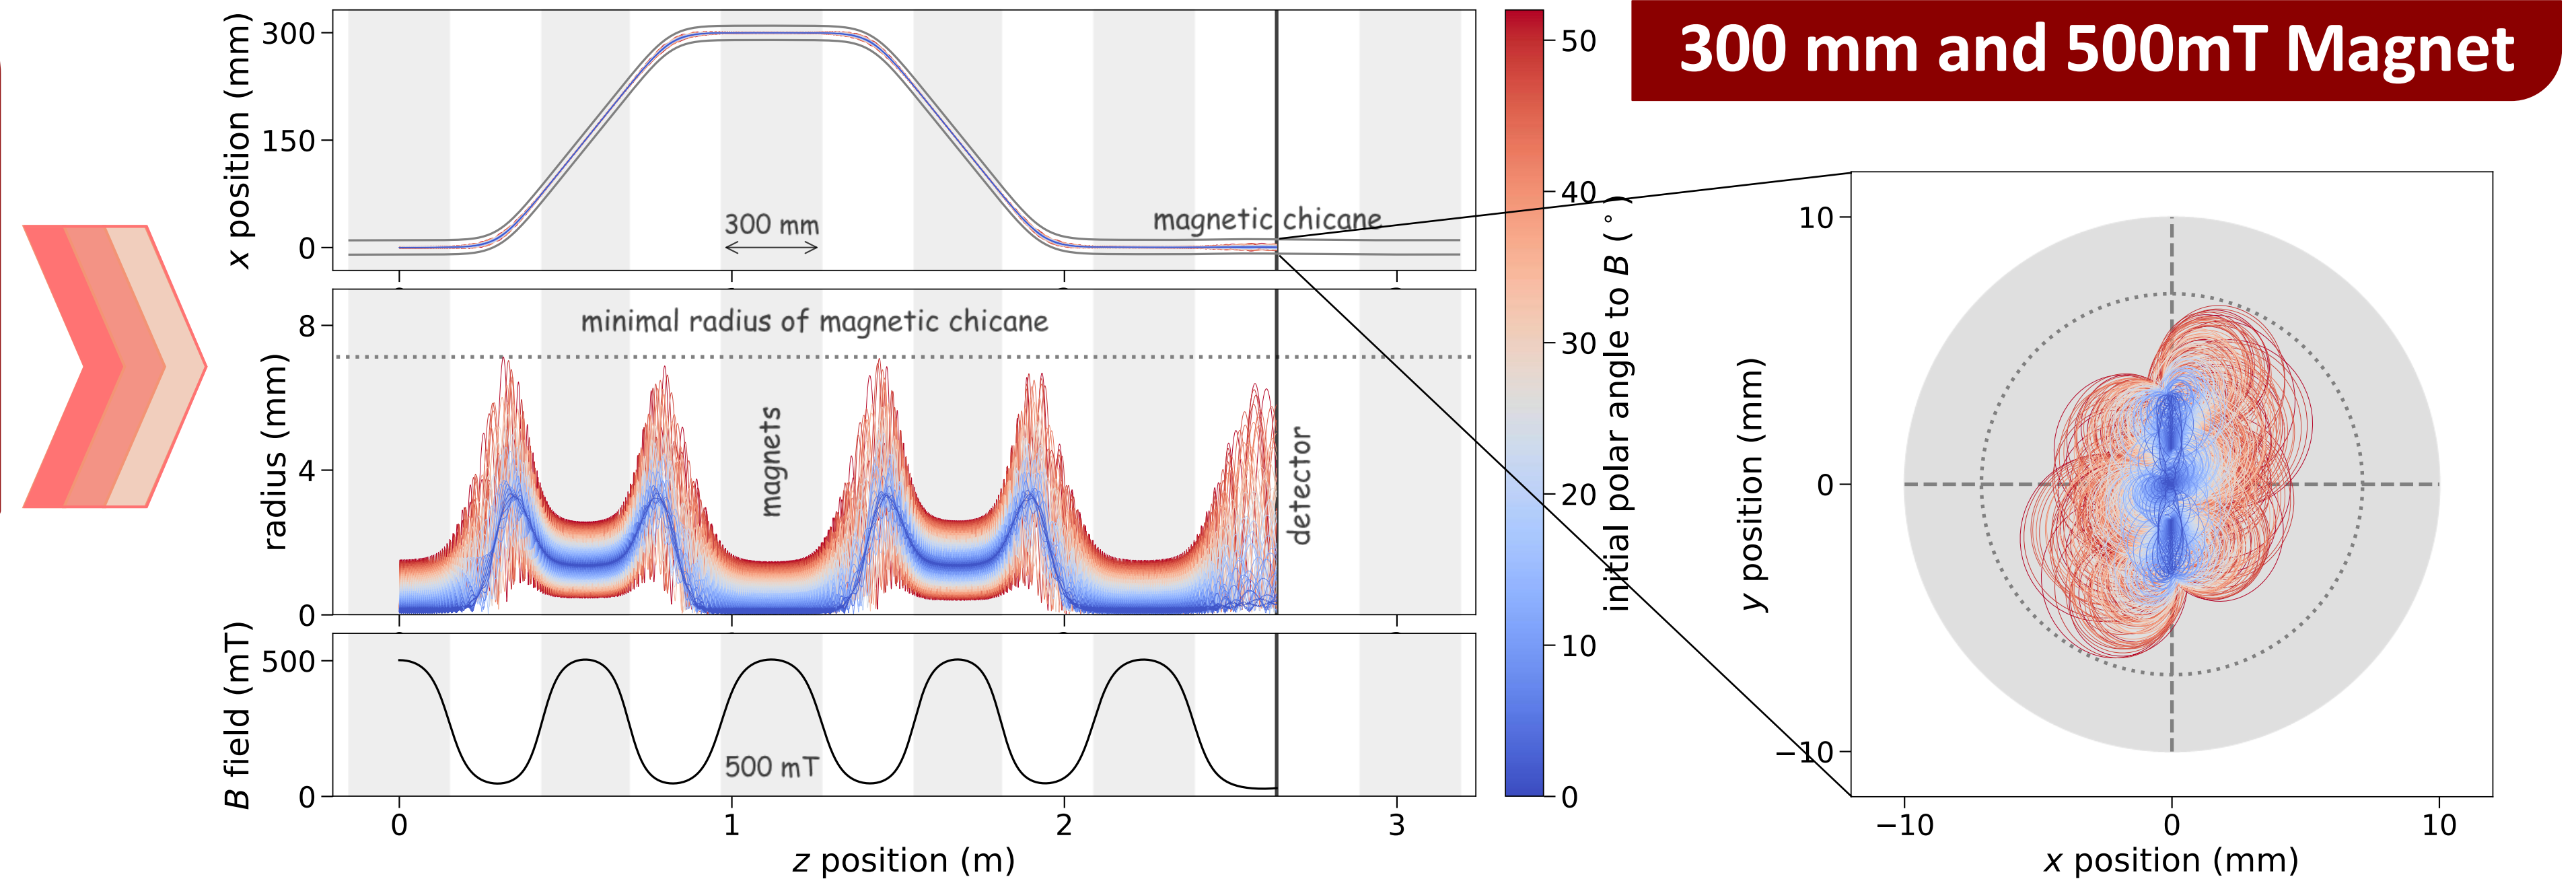 300 mm and 500mT Magnet
x position (mm)
300
150
0
300 mm
magnetic chicane
radius (mm)
8
4
0
minimal radius of magnetic chicane
magnets
detector
B field (mT)
500
0
500 mT
0
1
2
3
z position (m)
50
40
30
20
10
0
initial polar angle to B (°)
y position (mm)
10
0
−10
−10
0
10
x position (mm)